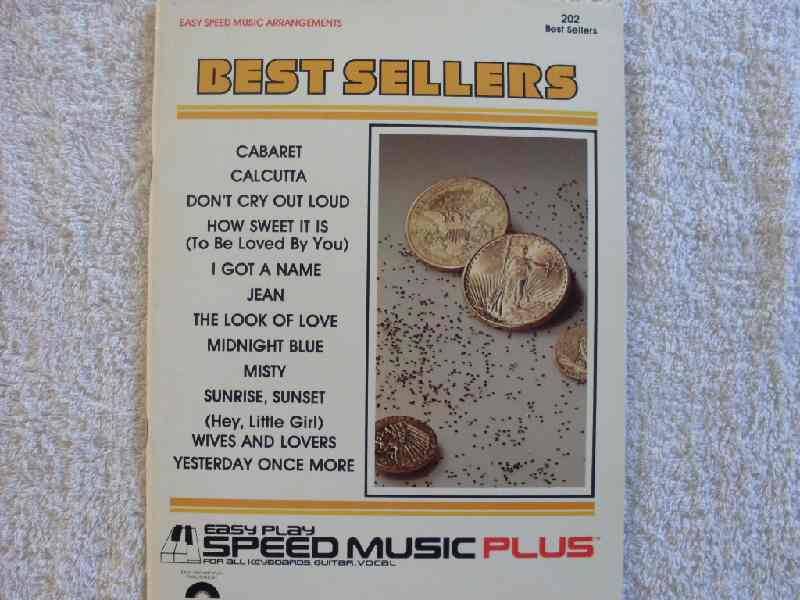 EASY SPEED MUSIC ARRANGEMENTS
202
Best Sellers
BEST SELLERS
CABARET
CALCUTTA
DON'T CRY OUT LOUD
HOW SWEET IT IS
(To Be Loved By You)
I GOT A NAME
JEAN
THE LOOK OF LOVE
MIDNIGHT BLUE
MISTY
SUNRISE, SUNSET
(Hey, Little Girl)
WIVES AND LOVERS
YESTERDAY ONCE MORE
EASY PLAY
SPEED MUSIC PLUS™
FOR ALL KEYBOARDS, GUITAR, VOCAL